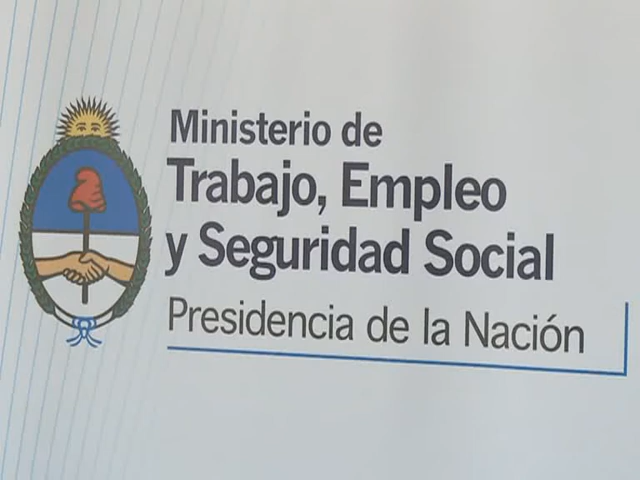 Ministerio de
Trabajo, Empleo
y Seguridad Social
Presidencia de la Nación